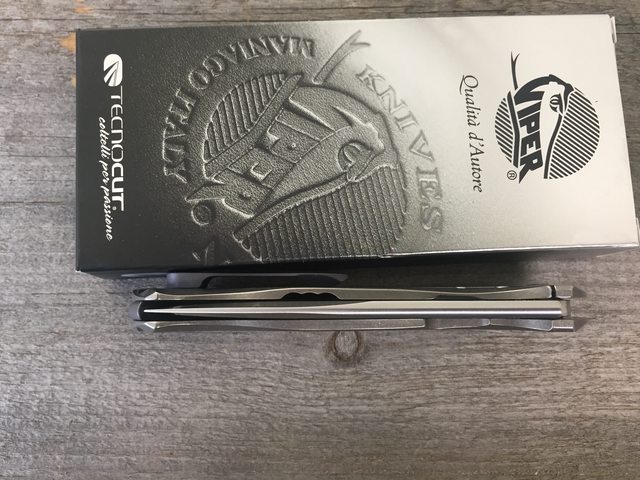 TECNOCUT®
coltelli per passione
KNIVES
MANIAGO ITALY
VIPER®
Qualità d'Autore